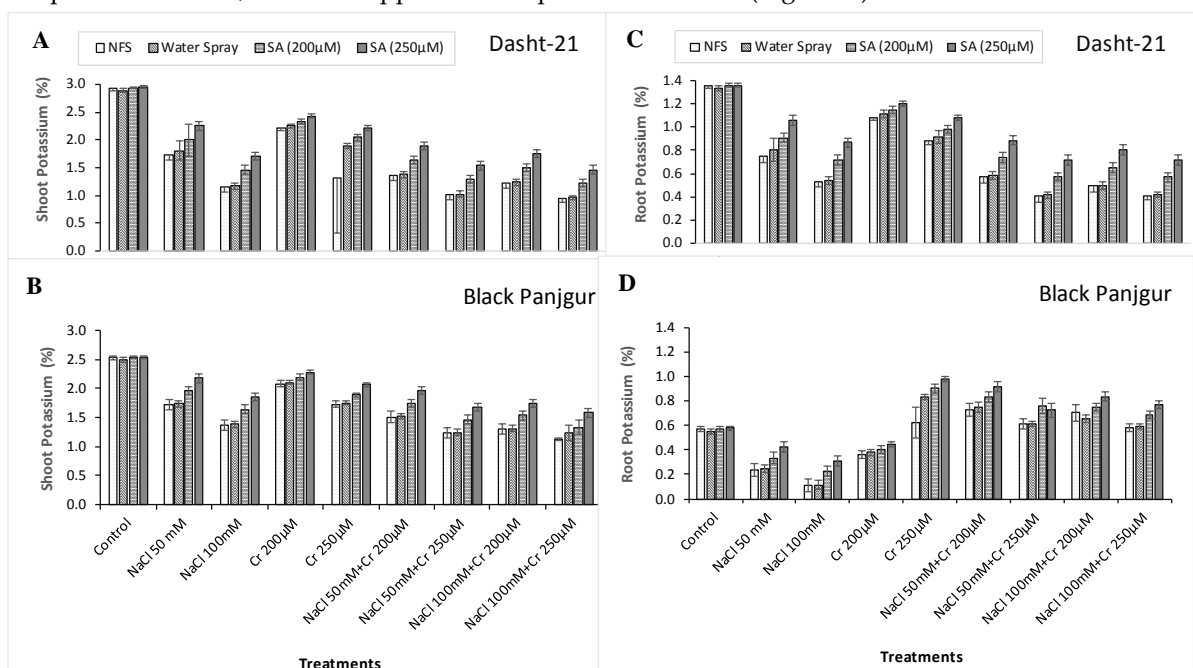 (
A
NFS Water Spray SA (200µM) SA (250µM)
Dasht-21
Shoot Potassium (%)
3.0
2.5
2.0
1.5
1.0
0.5
0.0
C
NFS Water Spray SA (200µM) SA (250µM)
Dasht-21
Root Potassium (%)
1.4
1.2
1.0
0.8
0.6
0.4
0.2
0.0
B
Black Panjgur
Shoot Potassium (%)
3.0
2.5
2.0
1.5
1.0
0.5
0.0
Control
NaCl 50 mM
NaCl 100mM
Cr 200µM
Cr 250µM
NaCl 50mM+Cr 200µM
NaCl 50mM+Cr 250µM
NaCl 100mM+Cr 200µM
NaCl 100mM+Cr 250µM
Treatments
D
Black Panjgur
Root Potassium (%)
1.4
1.2
1.0
0.8
0.6
0.4
0.2
0.0
Control
NaCl 50 mM
NaCl 100mM
Cr 200µM
Cr 250µM
NaCl 50mM+Cr 200µM
NaCl 50mM+Cr 250µM
NaCl 100mM+Cr 200µM
NaCl 100mM+Cr 250µM
Treatments